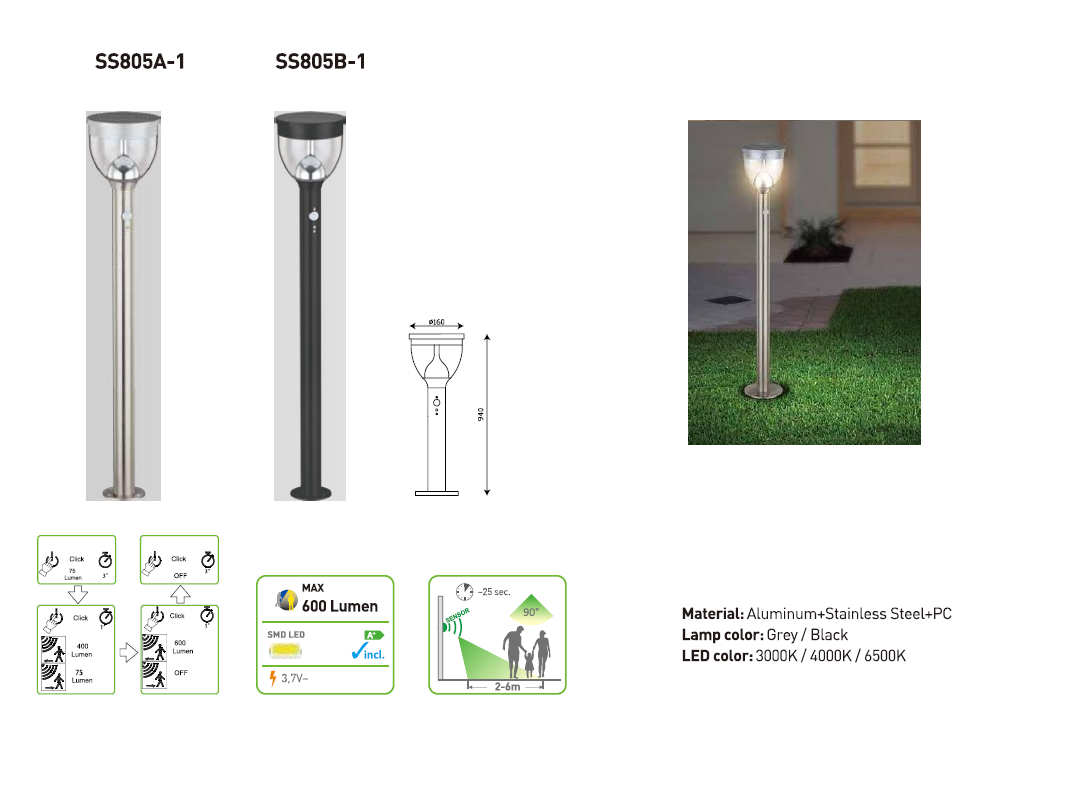 SS805A-1
SS805B-1
ø160
940
Click
75
Lumen
3"
Click
OFF
3"
Click
1"
400
Lumen
75
Lumen
Click
1"
600
Lumen
OFF
MAX
600 Lumen
SMD LED
A+
incl.
3,7V~
~25 sec.
SENSOR
90°
2-6m
Material: Aluminum+Stainless Steel+PC
Lamp color: Grey / Black
LED color: 3000K / 4000K / 6500K